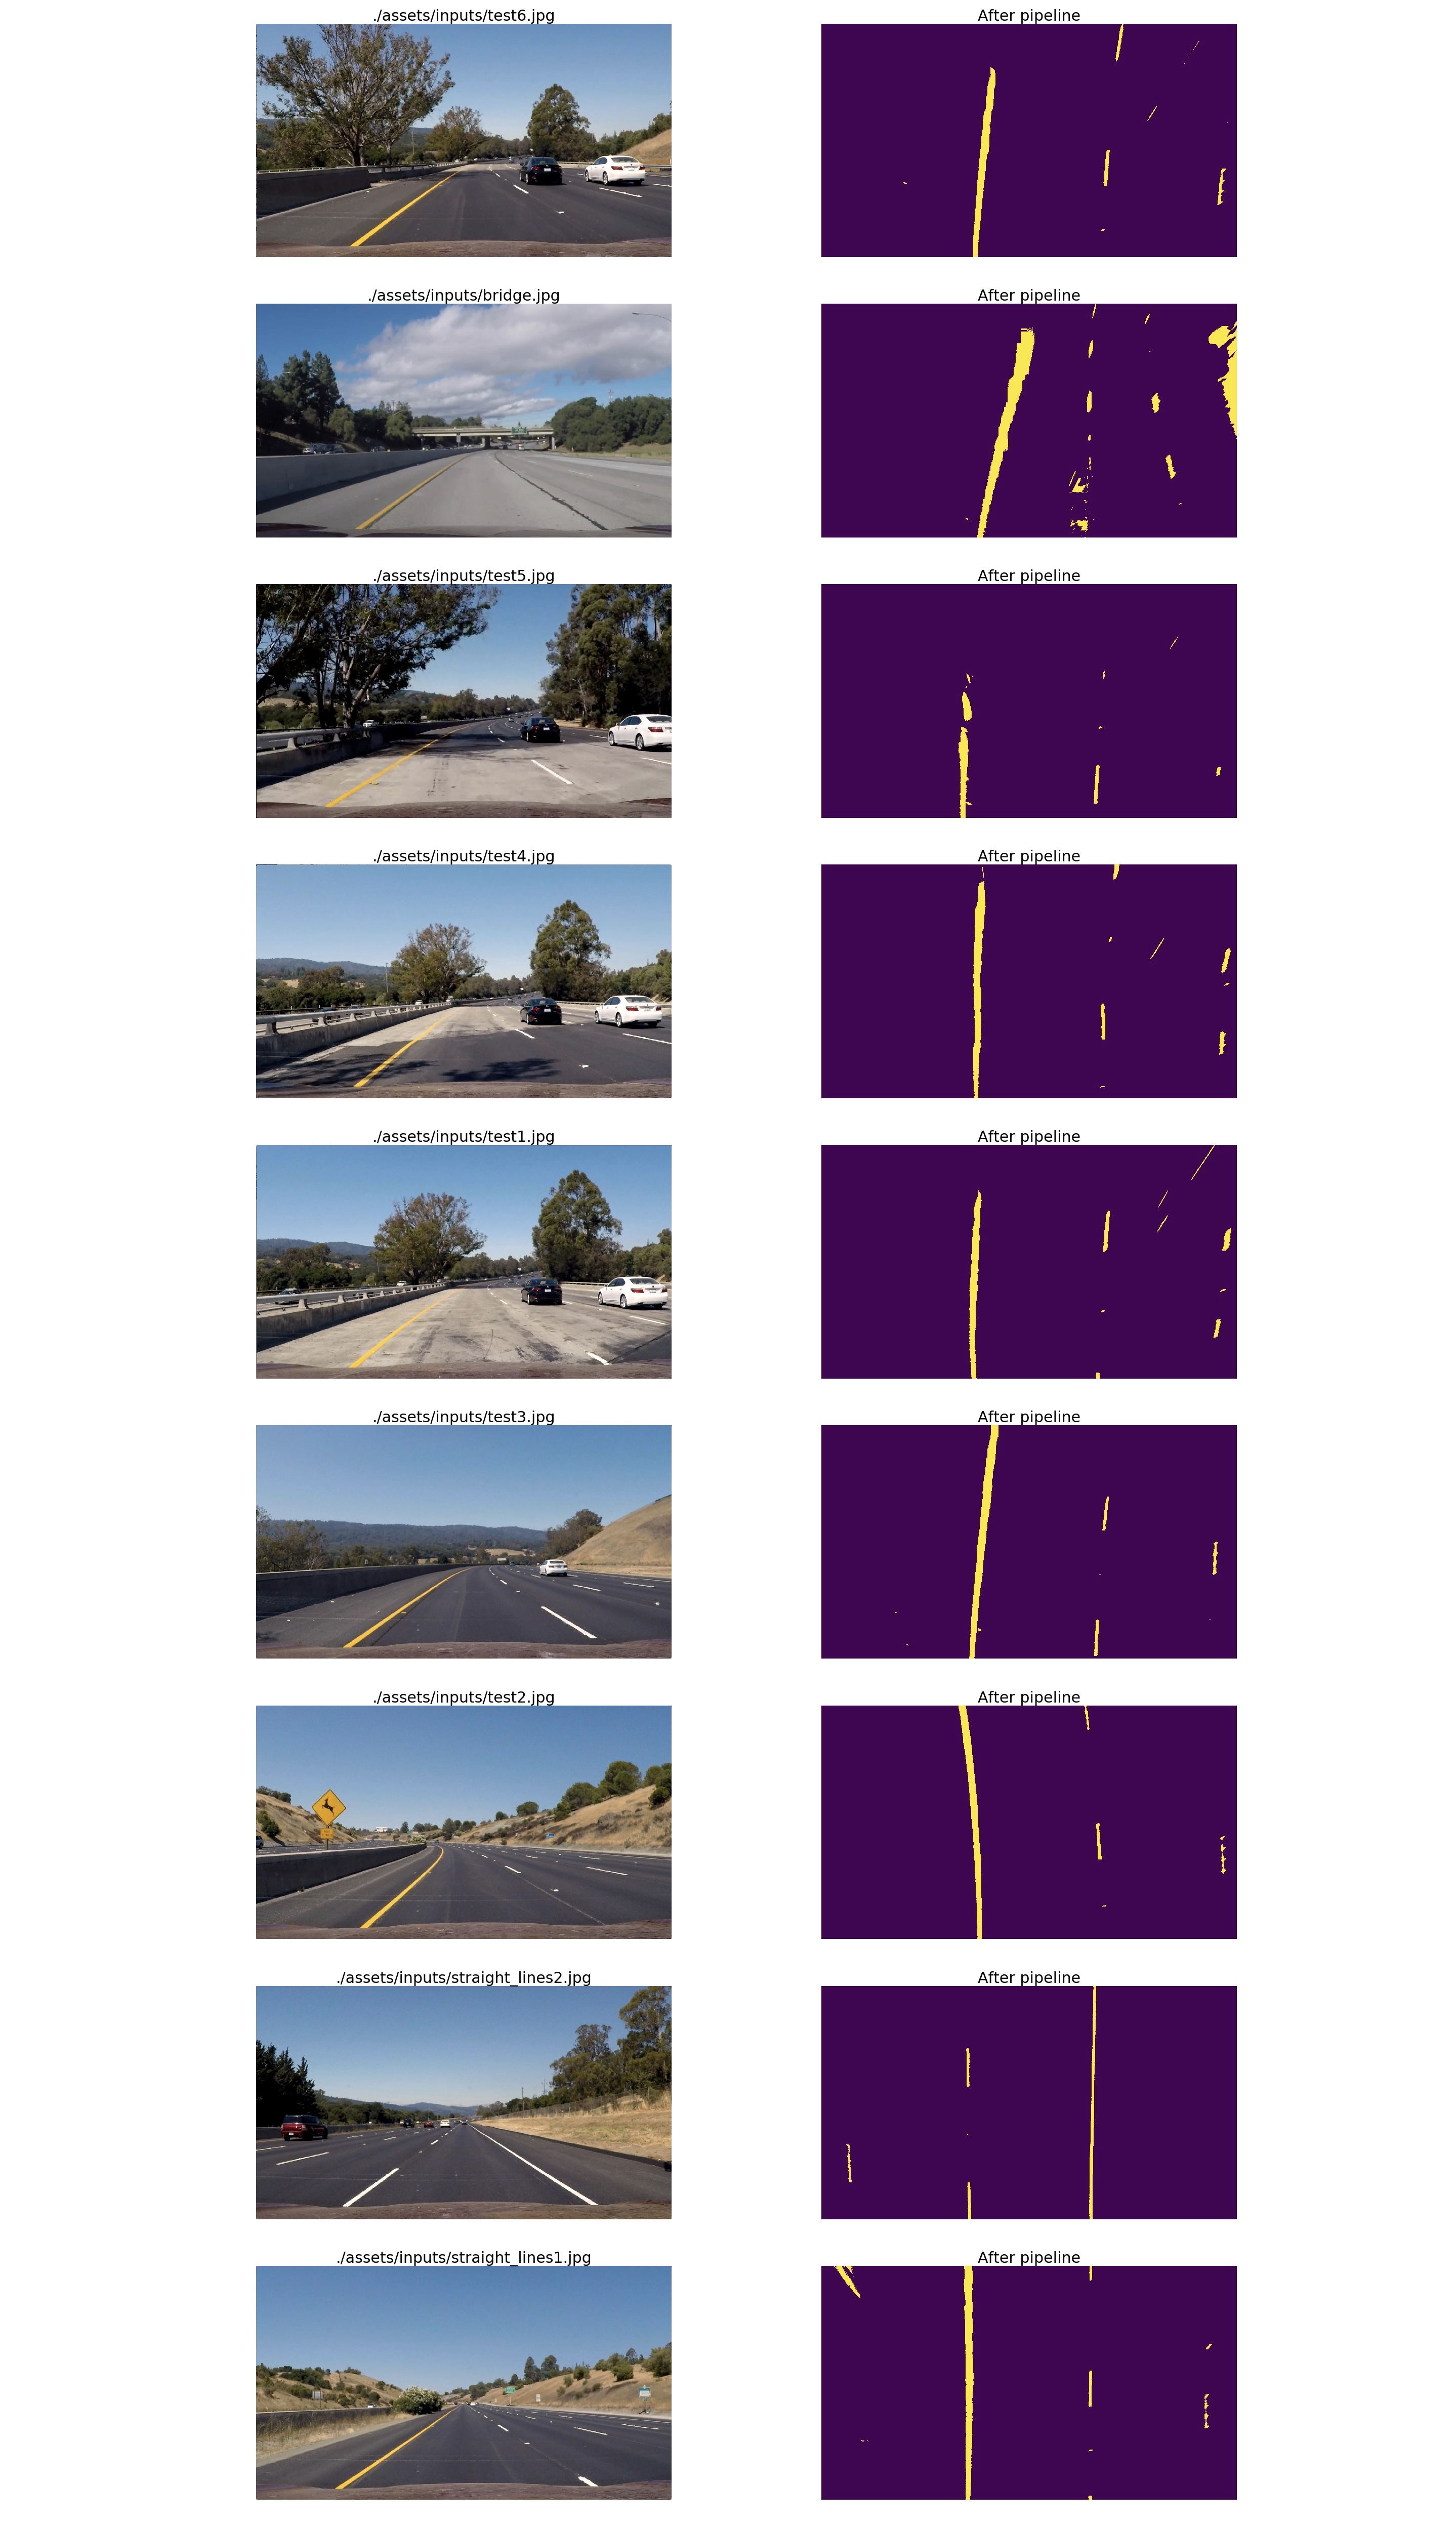 ./assets/inputs/test6.jpg
After pipeline
./assets/inputs/bridge.jpg
After pipeline
./assets/inputs/test5.jpg
After pipeline
./assets/inputs/test4.jpg
After pipeline
./assets/inputs/test1.jpg
After pipeline
./assets/inputs/test3.jpg
After pipeline
./assets/inputs/test2.jpg
After pipeline
./assets/inputs/straight_lines2.jpg
After pipeline
./assets/inputs/straight_lines1.jpg
After pipeline